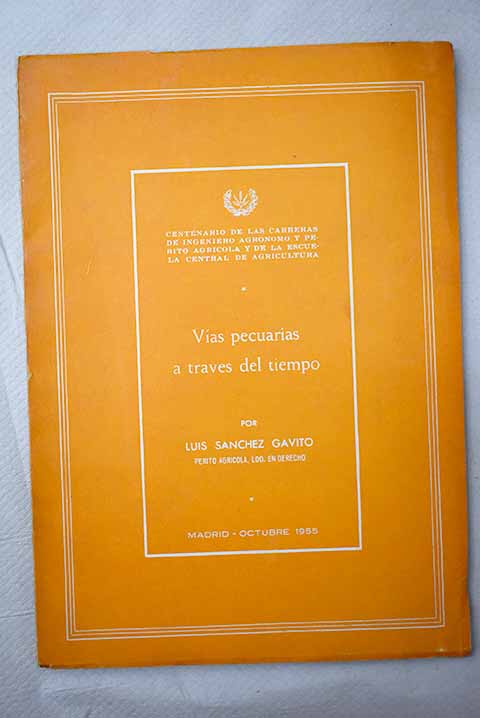 CENTENARIO DE LAS CARRERAS
DE INGENIERO AGRONOMO Y PE-
RITO AGRICOLA Y DE LA ESCUE-
LA CENTRAL DE AGRICULTURA
Vías pecuarias
a traves del tiempo
POR
LUIS SANCHEZ GAVITO
PERITO AGRICOLA, LDO. EN DERECHO
MADRID - OCTUBRE 1955